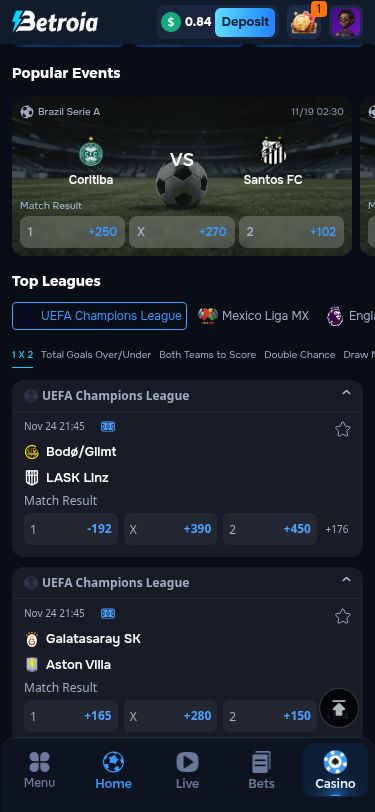 Betroia
$ 0.84 Deposit
1
Popular Events
Brazil Serie A 11/19 02:30
VS
Coritiba Santos FC
Match Result
1 +250 X +270 2 +102
Top Leagues
UEFA Champions League Mexico Liga MX Engla
1 X 2 Total Goals Over/Under Both Teams to Score Double Chance Draw N
UEFA Champions League
Nov 24 21:45
Bodø/Glimt
LASK Linz
Match Result
1 -192 X +390 2 +450 +176
UEFA Champions League
Nov 24 21:45
Galatasaray SK
Aston Villa
Match Result
1 +165 X +280 2 +150
Menu Home Live Bets Casino